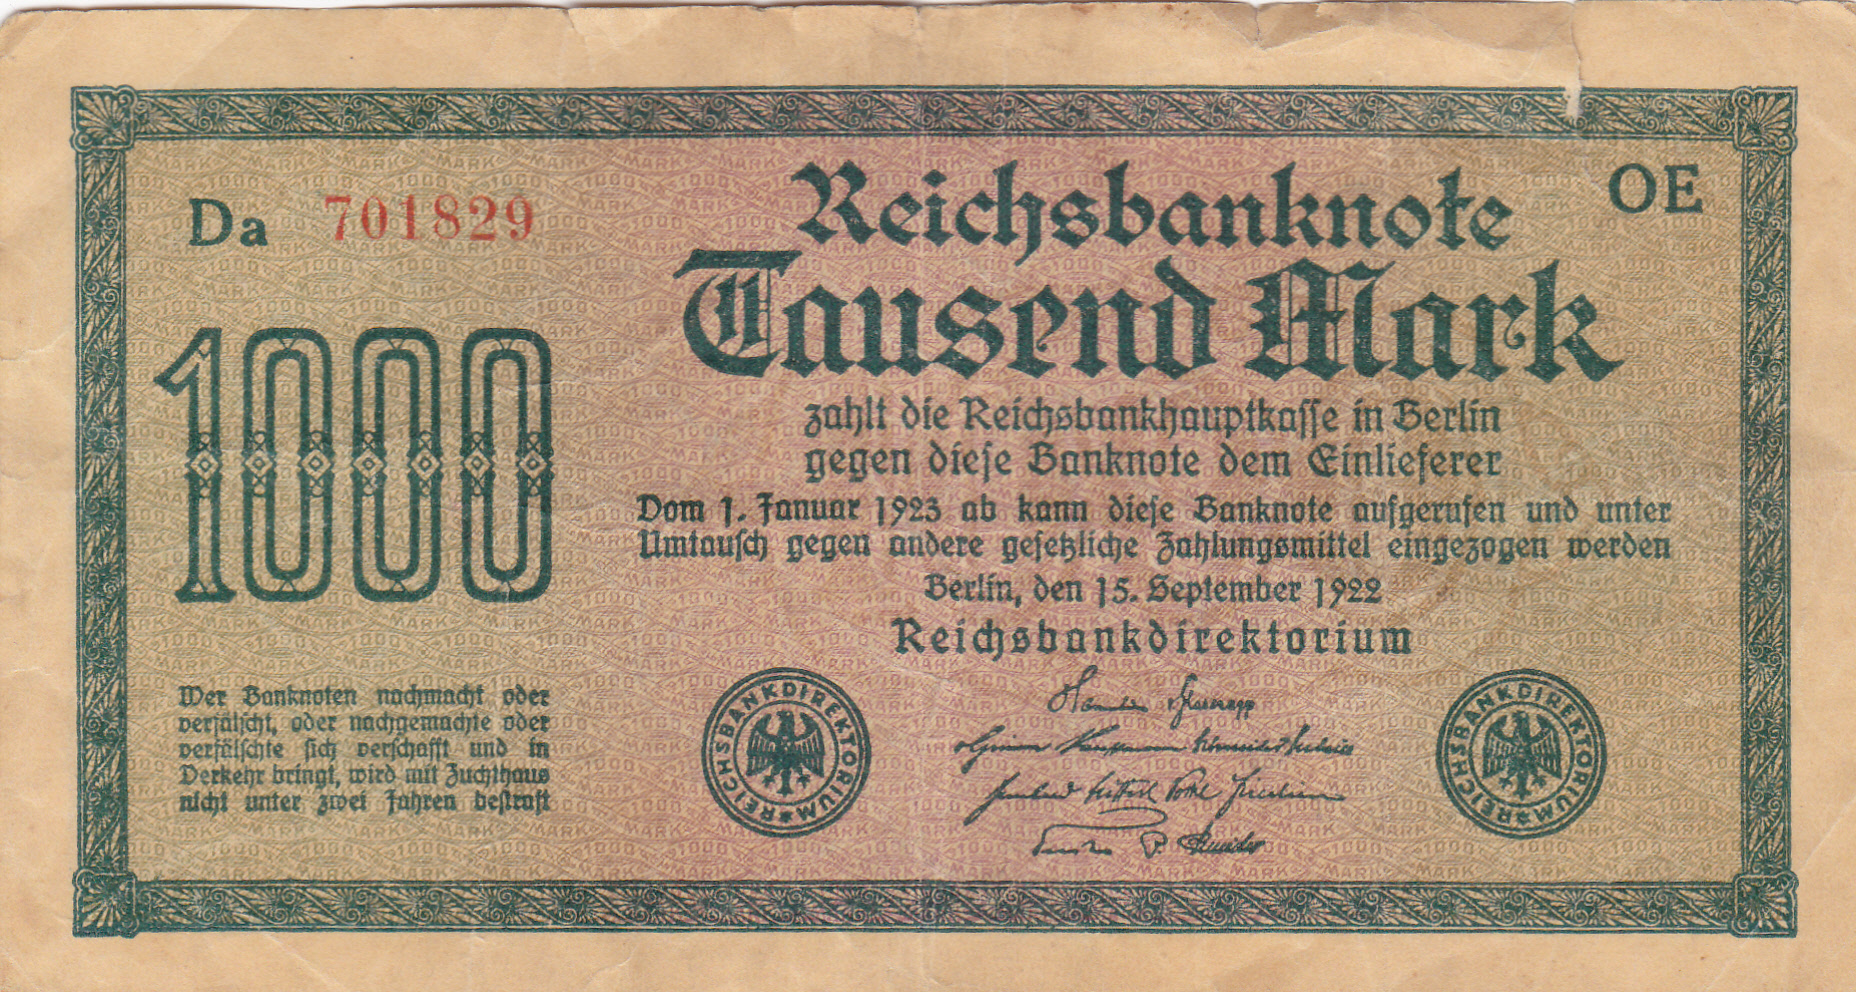 Da 701829
OE
Reichsbanknote
Tausend Mark
1000
zahlt die Reichsbankhauptkasse in Berlin
gegen diese Banknote dem Einlieferer
Vom 1. Januar 1923 ab kann diese Banknote aufgerufen und unter
Umtausch gegen andere gesetzliche Zahlungsmittel eingezogen werden
Berlin, den 15. September 1922
Reichsbankdirektorium
Wer Banknoten nachmacht oder
verfälscht, oder nachgemachte oder
verfälschte sich verschafft und in
Verkehr bringt, wird mit Zuchthaus
nicht unter zwei Jahren bestraft
REICHSBANKDIREKTORIUM
REICHSBANKDIREKTORIUM